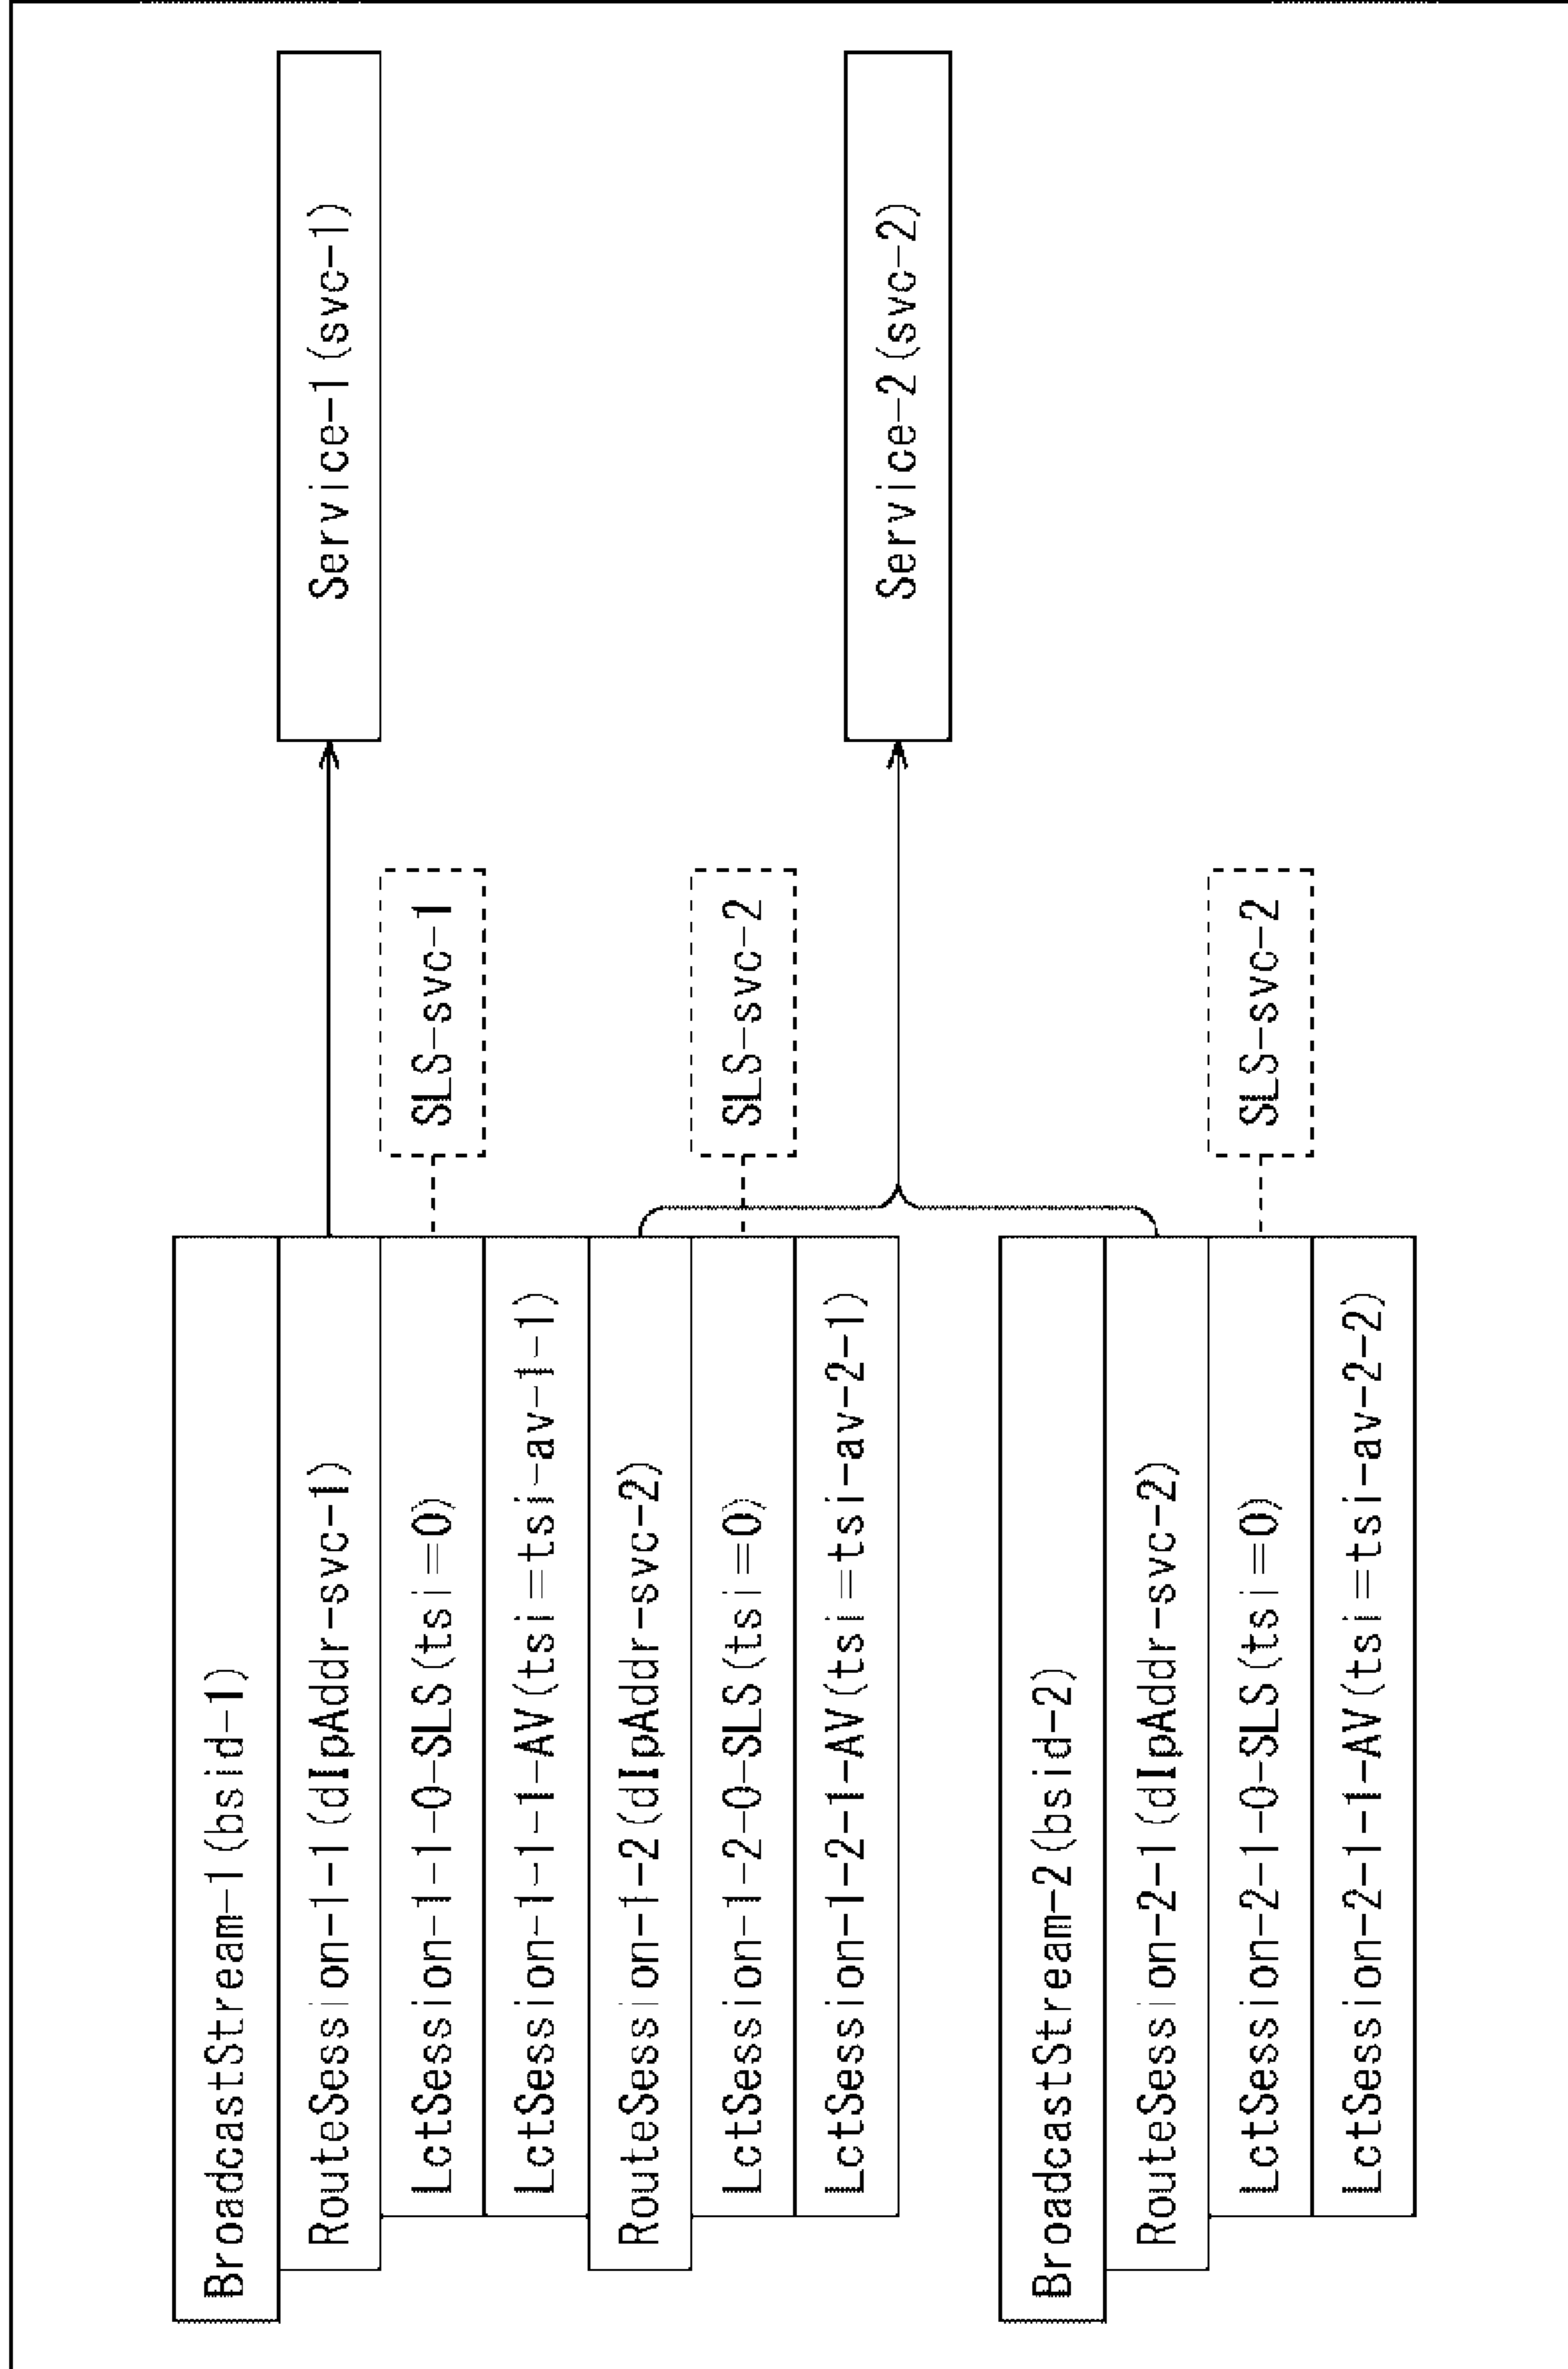 BroadcastStream-1(bsid-1)
RouteSession-1-1(dIpAddr-svc-1)
Service-1(svc-1)
LctSession-1-1-0-SLS(tsi=0)
SLS-svc-1
LctSession-1-1-1-AV(tsi=tsi-av-1-1)
RouteSession-1-2(dIpAddr-svc-2)
LctSession-1-2-0-SLS(tsi=0)
SLS-svc-2
LctSession-1-2-1-AV(tsi=tsi-av-2-1)
Service-2(svc-2)
BroadcastStream-2(bsid-2)
RouteSession-2-1(dIpAddr-svc-2)
LctSession-2-1-0-SLS(tsi=0)
SLS-svc-2
LctSession-2-1-1-AV(tsi=tsi-av-2-2)